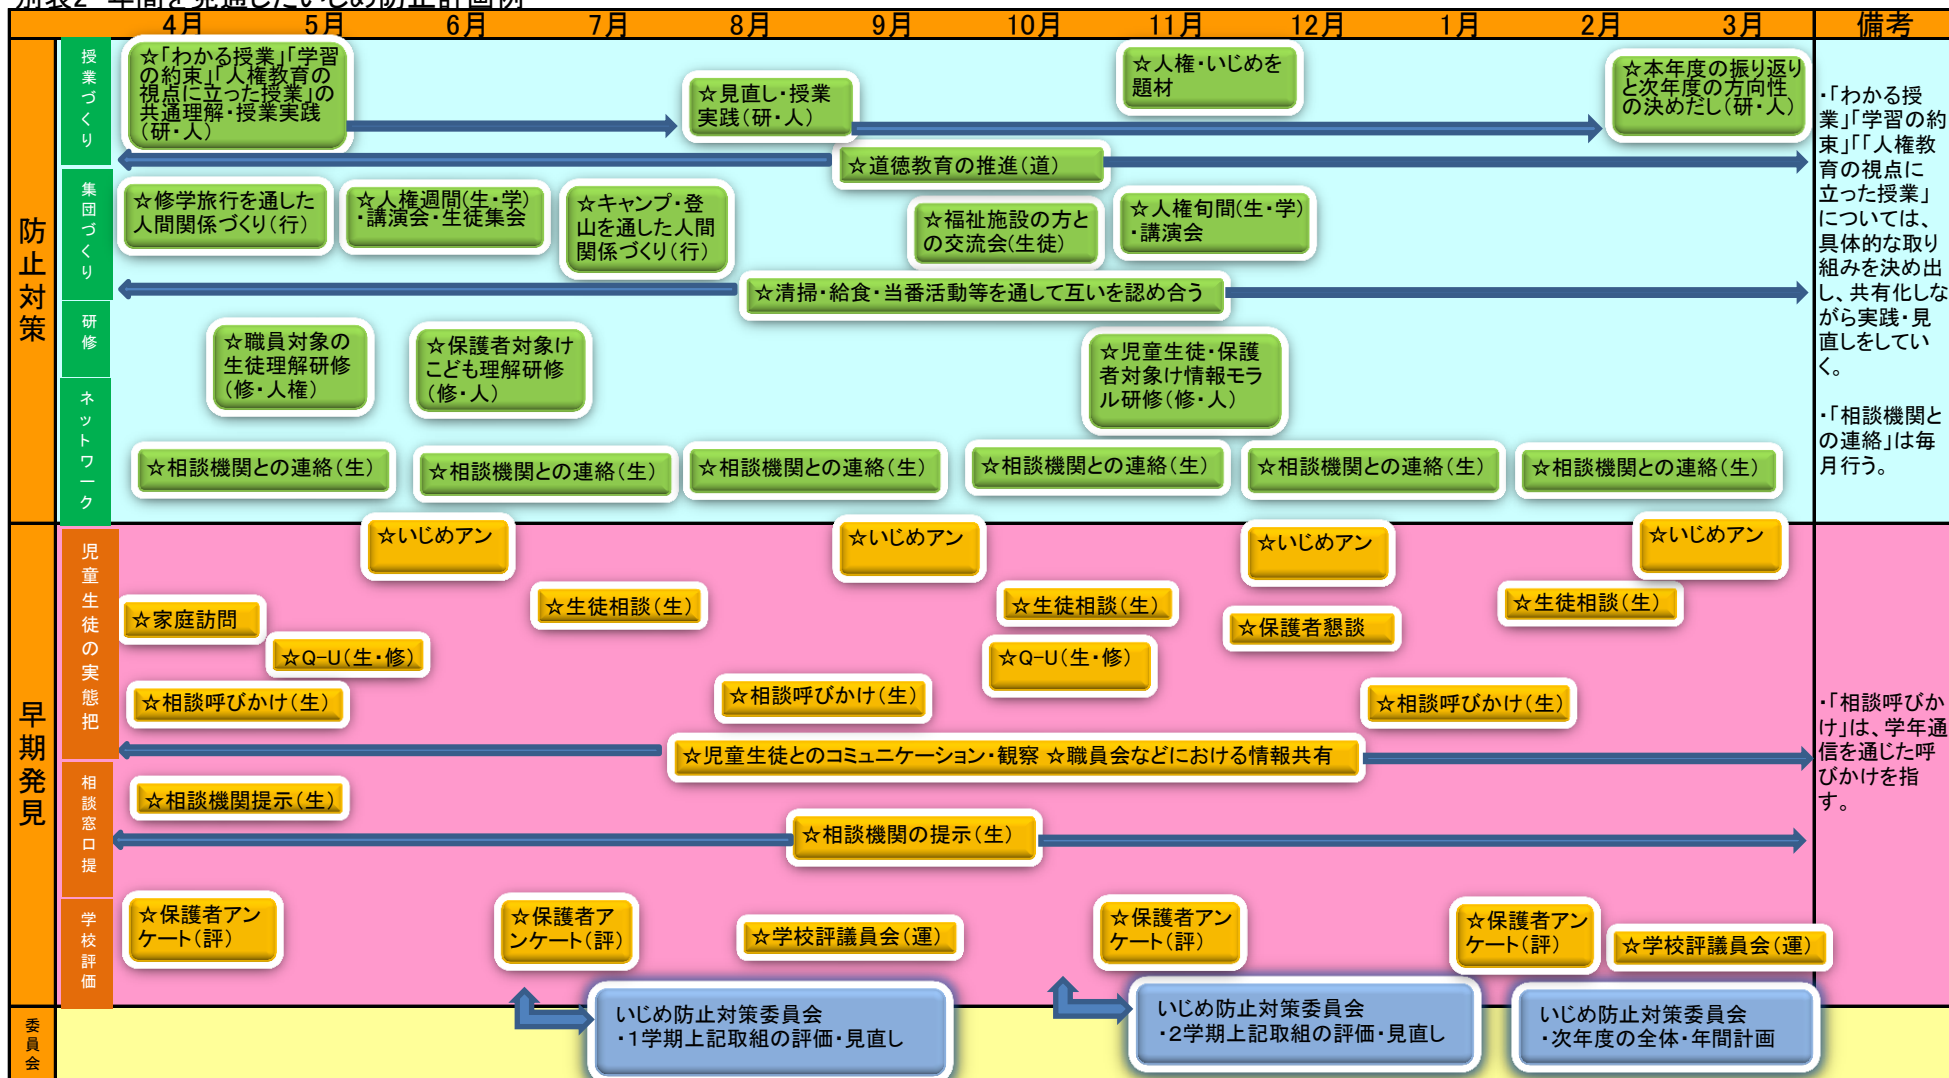 別表2 年間を見通したいじめ防止計画例
4月 5月 6月 7月 8月 9月 10月 11月 12月 1月 2月 3月 備考
防止対策
授業づくり
☆「わかる授業」「学習
の約束」「人権教育の
視点に立った授業」の
共通理解・授業実践
(研・人)
☆見直し・授業
実践(研・人)
☆人権・いじめを
題材
☆本年度の振り返り
と次年度の方向性
の決めだし(研・人)
☆道徳教育の推進(道)
集団づくり
☆修学旅行を通した
人間関係づくり(行)
☆人権週間(生・学)
・講演会・生徒集会
☆キャンプ・登
山を通した人間
関係づくり(行)
☆福祉施設の方と
の交流会(生徒)
☆人権旬間(生・学)
・講演会
☆清掃・給食・当番活動等を通して互いを認め合う
研修
☆職員対象の
生徒理解研修
(修・人権)
☆保護者対象け
こども理解研修
(修・人)
☆児童生徒・保護
者対象け情報モラ
ル研修(修・人)
ネットワーク
☆相談機関との連絡(生)
☆相談機関との連絡(生)
☆相談機関との連絡(生)
☆相談機関との連絡(生)
☆相談機関との連絡(生)
☆相談機関との連絡(生)
・「わかる授
業」「学習の約
束」「「人権教
育の視点に
立った授業」
については、
具体的な取り
組みを決め出
し、共有化しな
がら実践・見
直しをしてい
く。
・「相談機関と
の連絡」は毎
月行う。
早期発見
児童生徒の実態把
☆いじめアン
☆いじめアン
☆いじめアン
☆いじめアン
☆家庭訪問
☆生徒相談(生)
☆生徒相談(生)
☆生徒相談(生)
☆保護者懇談
☆Q-U(生・修)
☆Q-U(生・修)
☆相談呼びかけ(生)
☆相談呼びかけ(生)
☆相談呼びかけ(生)
☆児童生徒とのコミュニケーション・観察 ☆職員会などにおける情報共有
相談窓口提
☆相談機関提示(生)
☆相談機関の提示(生)
学校評価
☆保護者アン
ケート(評)
☆保護者ア
ンケート(評)
☆学校評議員会(運)
☆保護者アン
ケート(評)
☆保護者アン
ケート(評)
☆学校評議員会(運)
・「相談呼びか
け」は、学年通
信を通じた呼
びかけを指
す。
委員会
いじめ防止対策委員会
・1学期上記取組の評価・見直し
いじめ防止対策委員会
・2学期上記取組の評価・見直し
いじめ防止対策委員会
・次年度の全体・年間計画